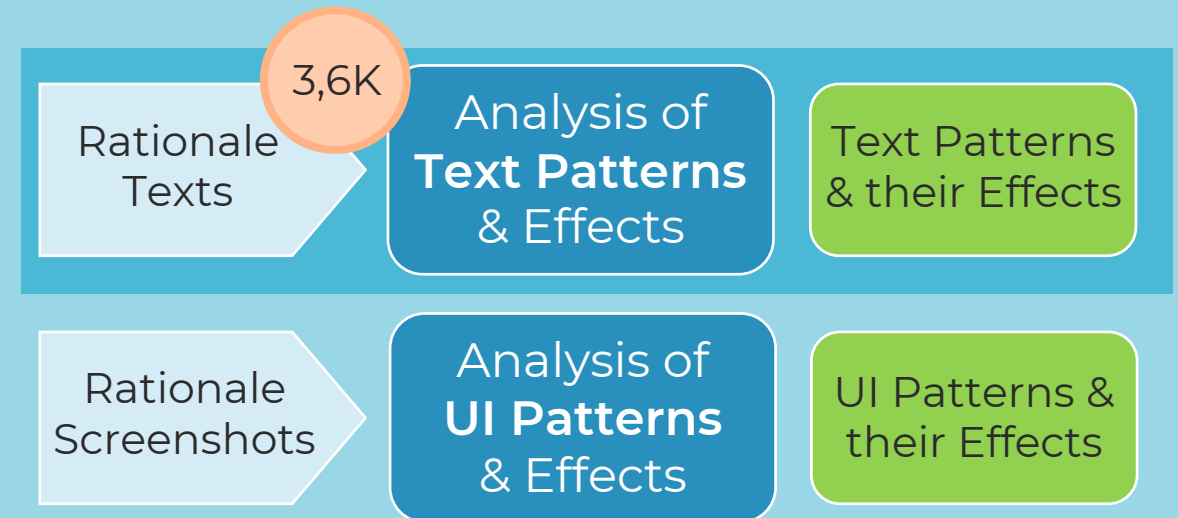 3,6K
Rationale
Texts
Analysis of
Text Patterns
& Effects
Text Patterns
& their Effects
Rationale
Screenshots
Analysis of
UI Patterns
& Effects
UI Patterns &
their Effects